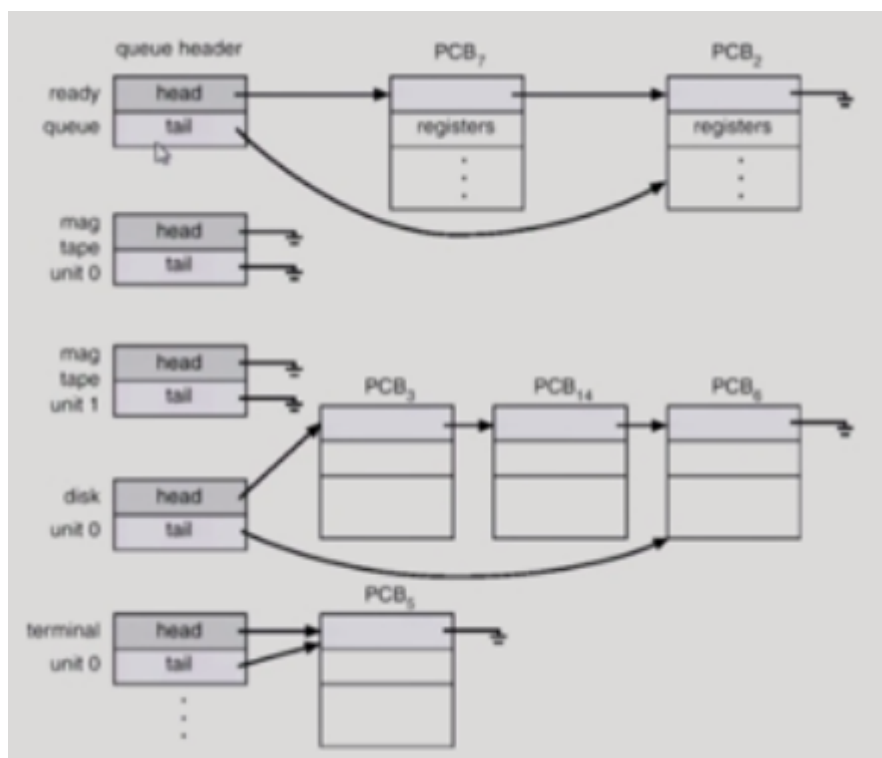 queue header PCB7 PCB2
ready head
queue tail registers registers
mag head
tape
unit 0 tail
mag head
tape
unit 1 tail
PCB3 PCB14 PCB6
disk head
unit 0 tail
PCB5
terminal head
unit 0 tail